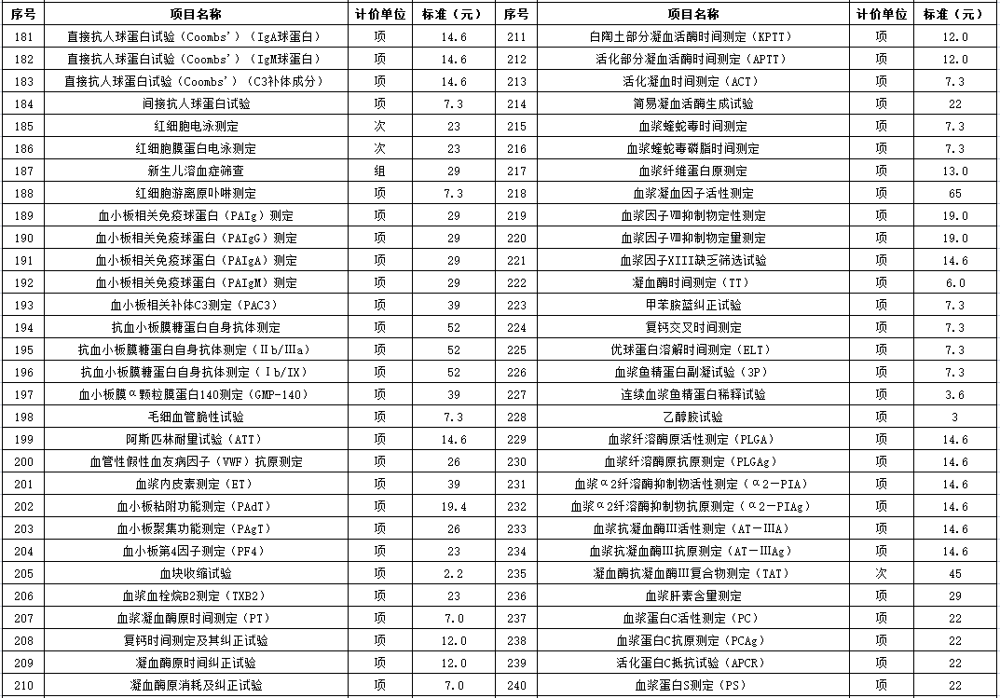 序号 项目名称 计价单位 标准（元） 序号 项目名称 计价单位 标准（元）
181 直接抗人球蛋白试验（Coombs'）（IgA球蛋白） 项 14.6 211 白陶土部分凝血活酶时间测定（KPTT） 项 12.0
182 直接抗人球蛋白试验（Coombs'）（IgM球蛋白） 项 14.6 212 活化部分凝血活酶时间测定（APTT） 项 12.0
183 直接抗人球蛋白试验（Coombs'）（C3补体成分） 项 14.6 213 活化凝血时间测定（ACT） 项 7.3
184 间接抗人球蛋白试验 项 7.3 214 简易凝血活酶生成试验 项 22
185 红细胞电泳测定 次 23 215 血浆蝰蛇毒时间测定 项 7.3
186 红细胞膜蛋白电泳测定 次 23 216 血浆蝰蛇毒磷脂时间测定 项 7.3
187 新生儿溶血症筛查 组 29 217 血浆纤维蛋白原测定 项 13.0
188 红细胞游离原卟啉测定 项 7.3 218 血浆凝血因子活性测定 项 65
189 血小板相关免疫球蛋白（PAIg）测定 项 29 219 血浆因子Ⅷ抑制物定性测定 项 19.0
190 血小板相关免疫球蛋白（PAIgG）测定 项 29 220 血浆因子Ⅷ抑制物定量测定 项 19.0
191 血小板相关免疫球蛋白（PAIgA）测定 项 29 221 血浆因子XIII缺乏筛选试验 项 14.6
192 血小板相关免疫球蛋白（PAIgM）测定 项 29 222 凝血酶时间测定（TT） 项 6.0
193 血小板相关补体C3测定（PAC3） 项 39 223 甲苯胺蓝纠正试验 项 7.3
194 抗血小板膜糖蛋白自身抗体测定 项 52 224 复钙交叉时间测定 项 7.3
195 抗血小板膜糖蛋白自身抗体测定（Ⅱb/Ⅲa） 项 52 225 优球蛋白溶解时间测定（ELT） 项 7.3
196 抗血小板膜糖蛋白自身抗体测定（Ⅰb/IX） 项 52 226 血浆鱼精蛋白副凝试验（3P） 项 7.3
197 血小板膜α颗粒膜蛋白140测定（GMP-140） 项 39 227 连续血浆鱼精蛋白稀释试验 项 3.6
198 毛细血管脆性试验 项 7.3 228 乙醇胶试验 项 3
199 阿斯匹林耐量试验（ATT） 项 14.6 229 血浆纤溶酶原活性测定（PLGA） 项 14.6
200 血管性假性血友病因子（VWF）抗原测定 项 26 230 血浆纤溶酶原抗原测定（PLGAg） 项 14.6
201 血浆内皮素测定（ET） 项 39 231 血浆α2纤溶酶抑制物活性测定（α2－PIA） 项 14.6
202 血小板粘附功能测定（PAdT） 项 19.4 232 血浆α2纤溶酶抑制物抗原测定（α2－PIAg） 项 14.6
203 血小板聚集功能测定（PAgT） 项 26 233 血浆抗凝血酶Ⅲ活性测定（AT－ⅢA） 项 14.6
204 血小板第4因子测定（PF4） 项 23 234 血浆抗凝血酶Ⅲ抗原测定（AT－ⅢAg） 项 14.6
205 血块收缩试验 项 2.2 235 凝血酶抗凝血酶Ⅲ复合物测定（TAT） 次 45
206 血浆血栓烷B2测定（TXB2） 项 23 236 血浆肝素含量测定 项 29
207 血浆凝血酶原时间测定（PT） 项 7.0 237 血浆蛋白C活性测定（PC） 项 22
208 复钙时间测定及其纠正试验 项 12.0 238 血浆蛋白C抗原测定（PCAg） 项 22
209 凝血酶原时间纠正试验 项 12.0 239 活化蛋白C抵抗试验（APCR） 项 22
210 凝血酶原消耗及纠正试验 项 7.0 240 血浆蛋白S测定（PS） 项 22